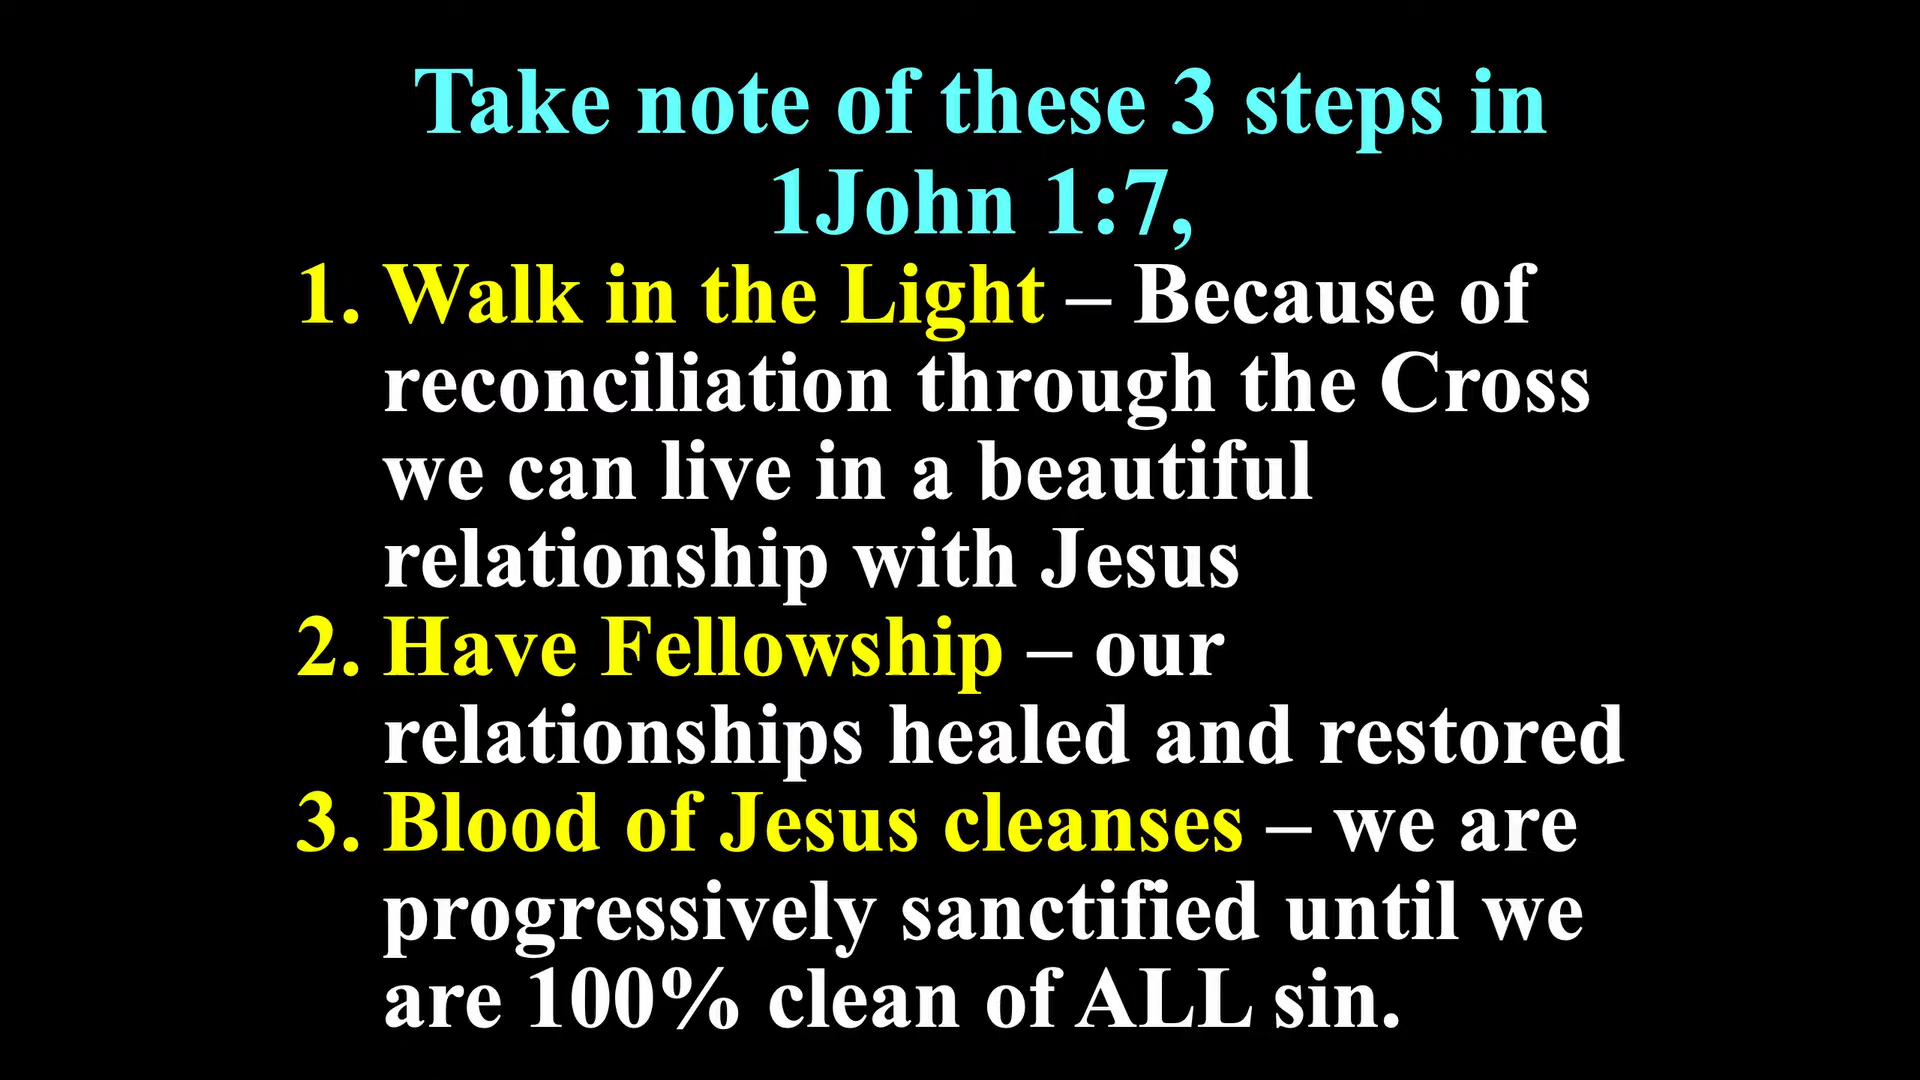 Take note of these 3 steps in
1John 1:7,
1. Walk in the Light – Because of
reconciliation through the Cross
we can live in a beautiful
relationship with Jesus
2. Have Fellowship – our
relationships healed and restored
3. Blood of Jesus cleanses – we are
progressively sanctified until we
are 100% clean of ALL sin.